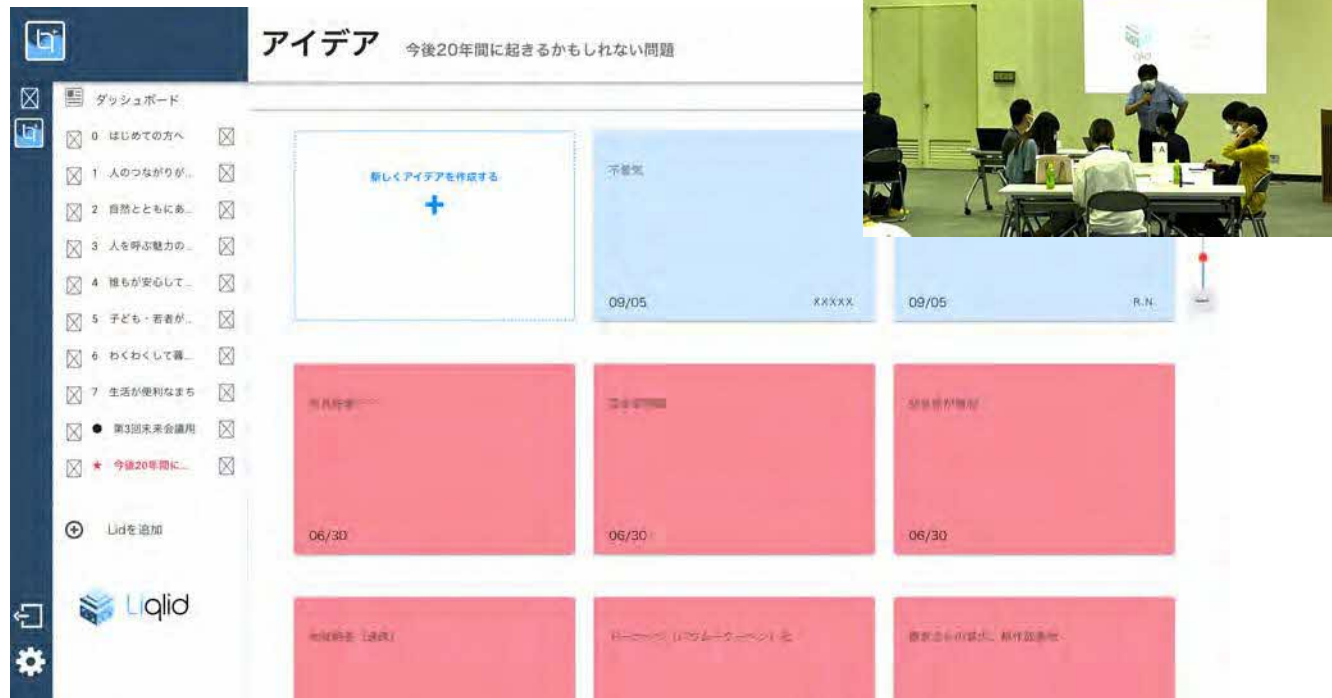 アイデア 今後20年間に起きるかもしれない問題
ダッシュボード
0 はじめての方へ
1 人のつながりが...
2 自然とともにあ...
3 人を呼ぶ魅力の...
4 誰もが安心して...
5 子ども・若者が...
6 わくわくして暮...
7 生活が便利なまち
● 第3回未来会議用
★ 今後20年間に...
Lidを追加
Liqlid
新しくアイデアを作成する
+
不景気
09/05 XXXXX
09/05 R.N.
06/30
06/30
06/30
A